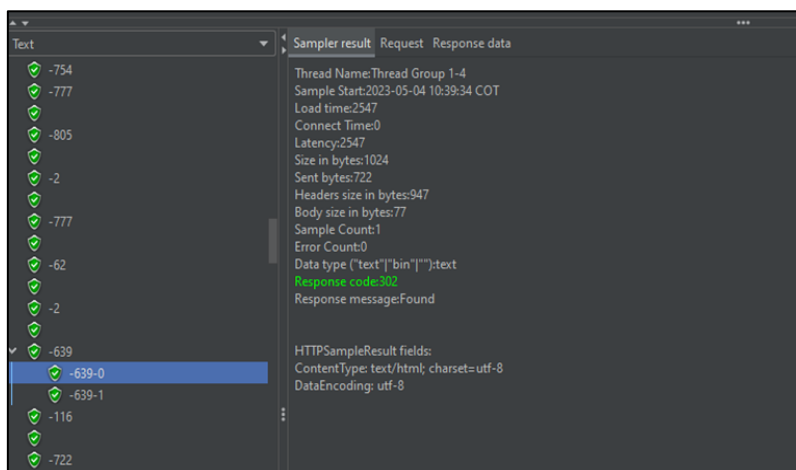 Text
-754
-777
-805
-2
-777
-62
-2
-639
-639-0
-639-1
-116
-722
Sampler result Request Response data
Thread Name:Thread Group 1-4
Sample Start:2023-05-04 10:39:34 COT
Load time:2547
Connect Time:0
Latency:2547
Size in bytes:1024
Sent bytes:722
Headers size in bytes:947
Body size in bytes:77
Sample Count:1
Error Count:0
Data type ("text"|"bin"|""):text
Response code:302
Response message:Found
HTTPSampleResult fields:
ContentType: text/html; charset=utf-8
DataEncoding: utf-8